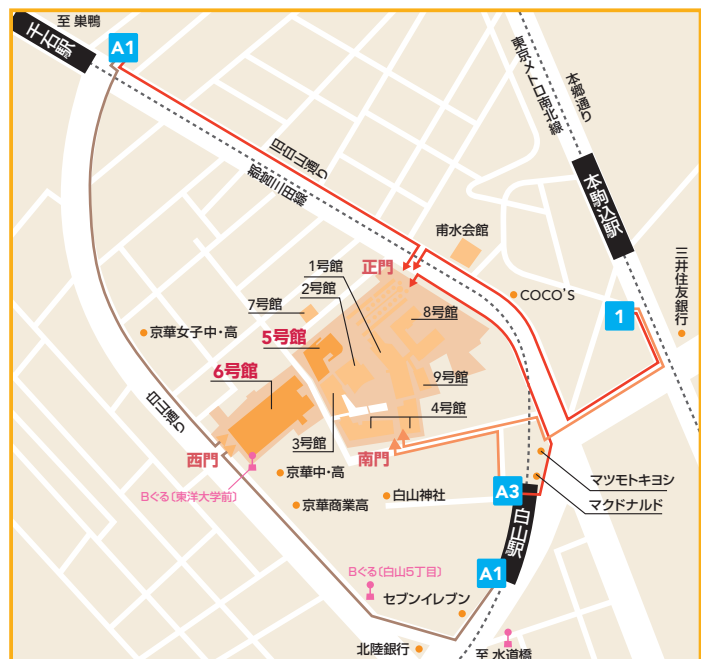 至 巣鴨
A1
千石駅
東京メトロ南北線
本郷通り
旧白山通り
都営三田線
本駒込駅
甫水会館
正門
1号館
2号館
COCO'S
三井住友銀行
7号館
8号館
1
京華女子中・高
5号館
6号館
9号館
4号館
白山通り
3号館
西門
南門
マツモトキヨシ
京華中・高
Bぐる〔東洋大学前〕
白山神社
A3
マクドナルド
京華商業高
白山駅
A1
Bぐる〔白山5丁目〕
セブンイレブン
北陸銀行
至 水道橋